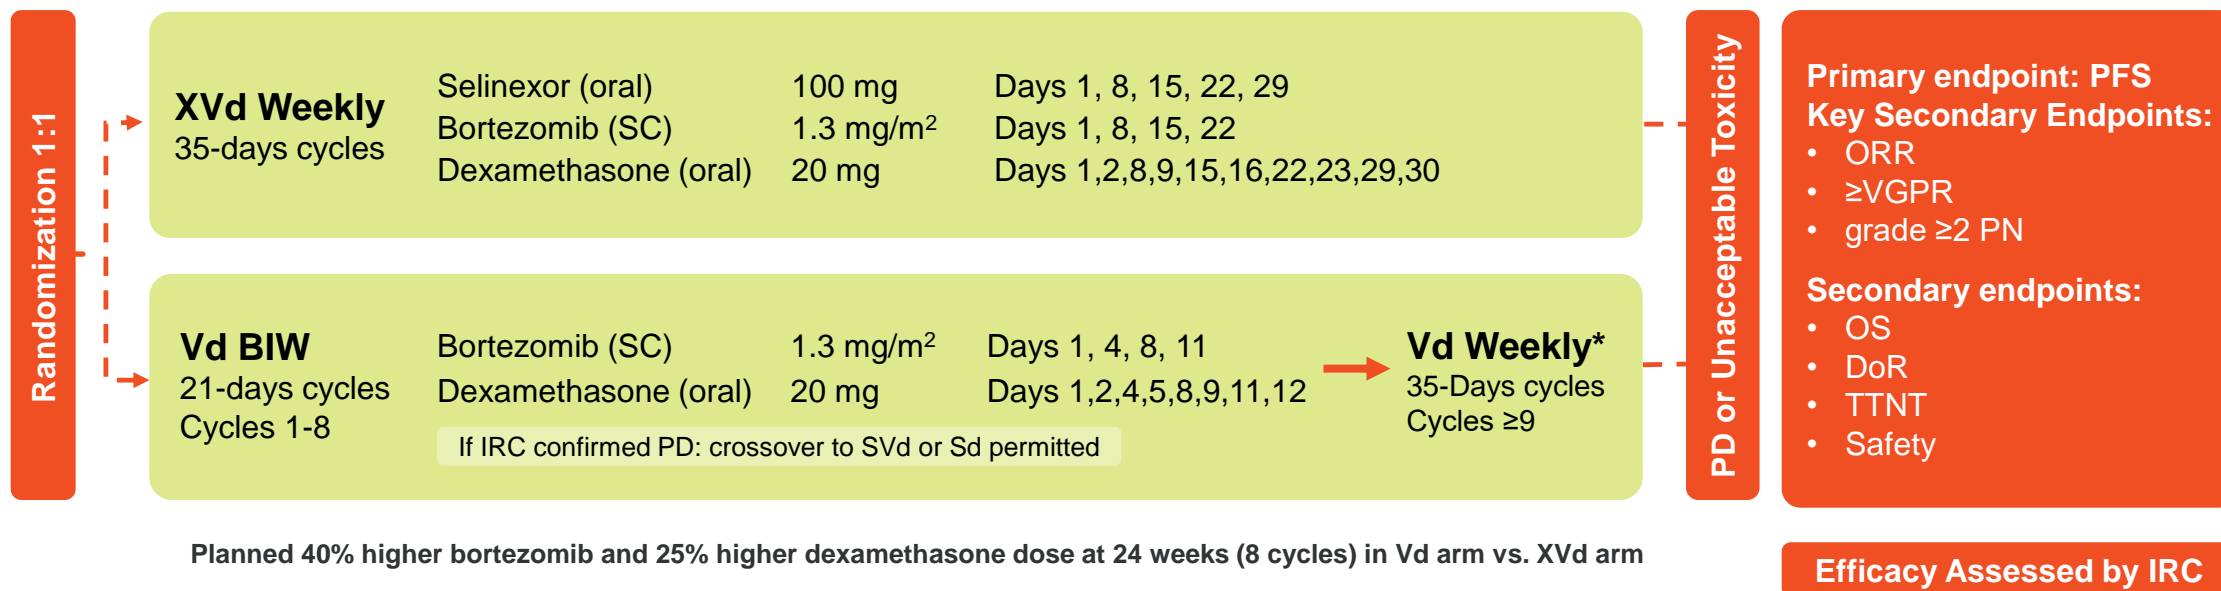 Randomization 1:1
XVd Weekly
35-days cycles
Selinexor (oral) 100 mg Days 1, 8, 15, 22, 29
Bortezomib (SC) 1.3 mg/m² Days 1, 8, 15, 22
Dexamethasone (oral) 20 mg Days 1,2,8,9,15,16,22,23,29,30
Vd BIW
21-days cycles
Cycles 1-8
Bortezomib (SC) 1.3 mg/m² Days 1, 4, 8, 11
Dexamethasone (oral) 20 mg Days 1,2,4,5,8,9,11,12
If IRC confirmed PD: crossover to SVd or Sd permitted
Vd Weekly*
35-Days cycles
Cycles ≥9
PD or Unacceptable Toxicity
Primary endpoint: PFS
Key Secondary Endpoints:
• ORR
• ≥VGPR
• grade ≥2 PN
Secondary endpoints:
• OS
• DoR
• TTNT
• Safety
Planned 40% higher bortezomib and 25% higher dexamethasone dose at 24 weeks (8 cycles) in Vd arm vs. XVd arm
Efficacy Assessed by IRC